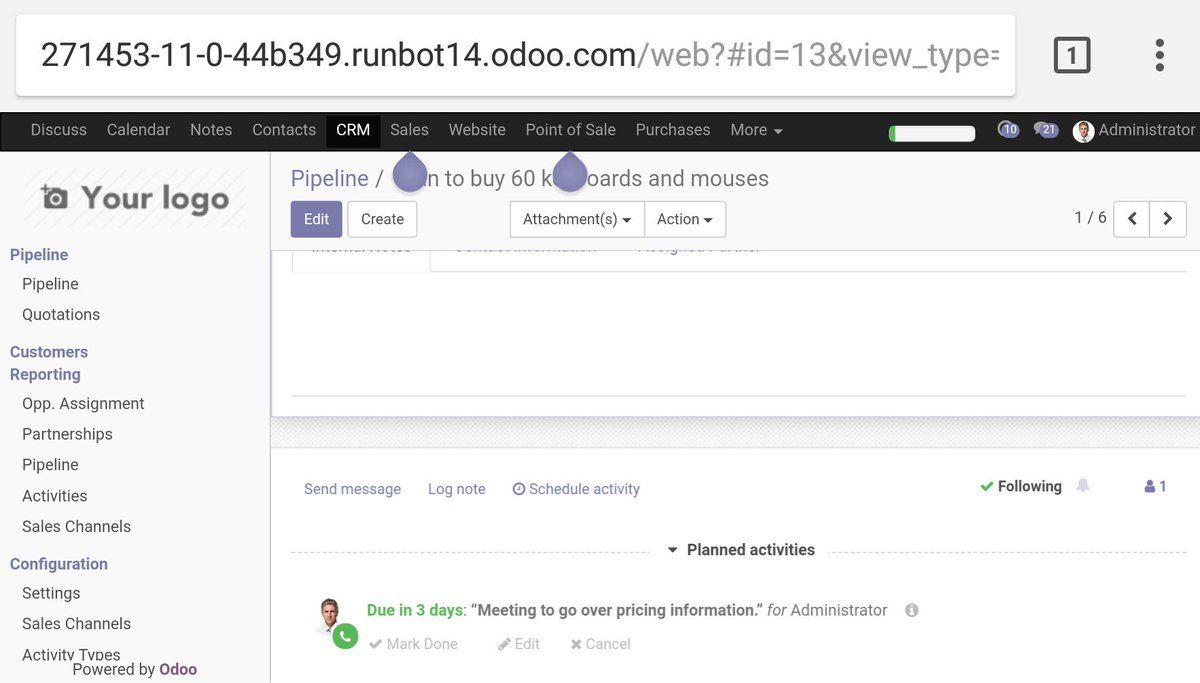 271453-11-0-44b349.runbot14.odoo.com/web?#id=13&view_type=
1
Discuss Calendar Notes Contacts CRM Sales Website Point of Sale Purchases More 10 21 Administrator
Your logo
Pipeline / to buy 60 and mouses
Edit Create Attachment(s) Action 1 / 6
Pipeline
Pipeline
Quotations
Customers
Reporting
Opp. Assignment
Partnerships
Pipeline
Activities
Sales Channels
Configuration
Settings
Sales Channels
Activity Types
Powered by Odoo
Internal Notes Contact Information Assigned Partner
Send message Log note Schedule activity Following 1
Planned activities
Due in 3 days: “Meeting to go over pricing information.” for Administrator
Mark Done Edit Cancel